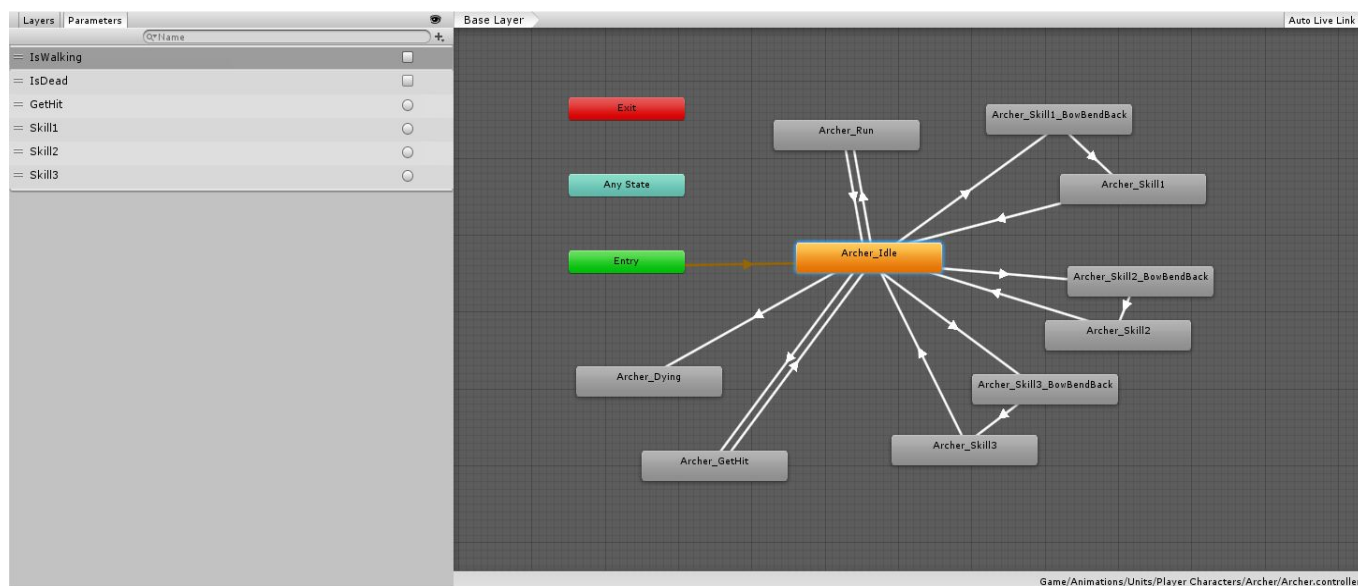 Layers Parameters
Name
IsWalking
IsDead
GetHit
Skill1
Skill2
Skill3
Base Layer
Auto Live Link
Exit
Archer_Run
Archer_Skill1_BowBendBack
Any State
Archer_Skill1
Entry
Archer_Idle
Archer_Skill2_BowBendBack
Archer_Skill2
Archer_Dying
Archer_Skill3_BowBendBack
Archer_Skill3
Archer_GetHit
Game/Animations/Units/Player Characters/Archer/Archer.controlle